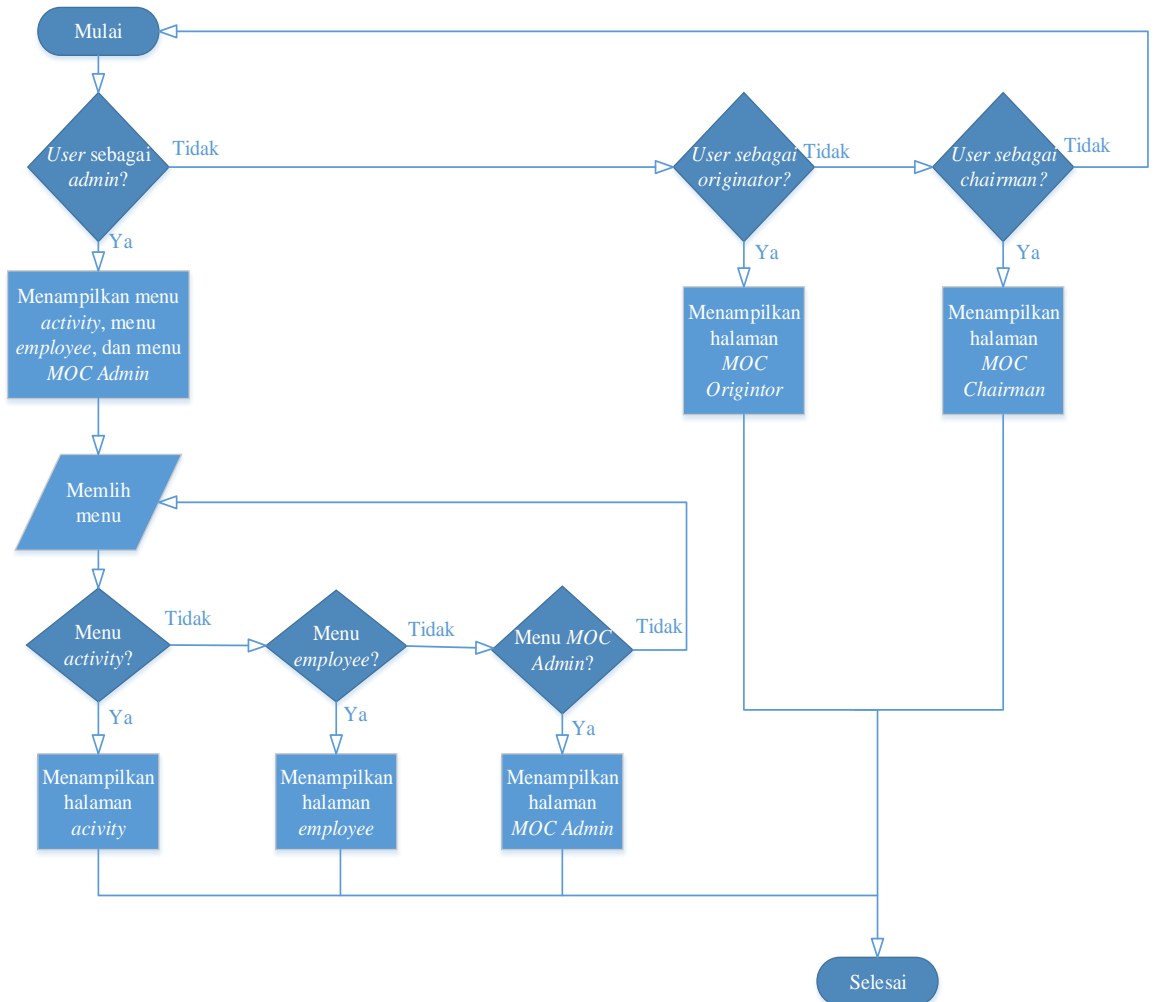 Mulai
User sebagai
admin?
Tidak
User sebagai
originator?
Tidak
User sebagai
chairman?
Tidak
Ya
Ya
Ya
Menampilkan menu
activity, menu
employee, dan menu
MOC Admin
Menampilkan
halaman
MOC
Origintor
Menampilkan
halaman
MOC
Chairman
Memlih
menu
Menu
activity?
Tidak
Menu
employee?
Tidak
Menu MOC
Admin?
Tidak
Ya
Ya
Ya
Menampilkan
halaman
acivity
Menampilkan
halaman
employee
Menampilkan
halaman
MOC Admin
Selesai